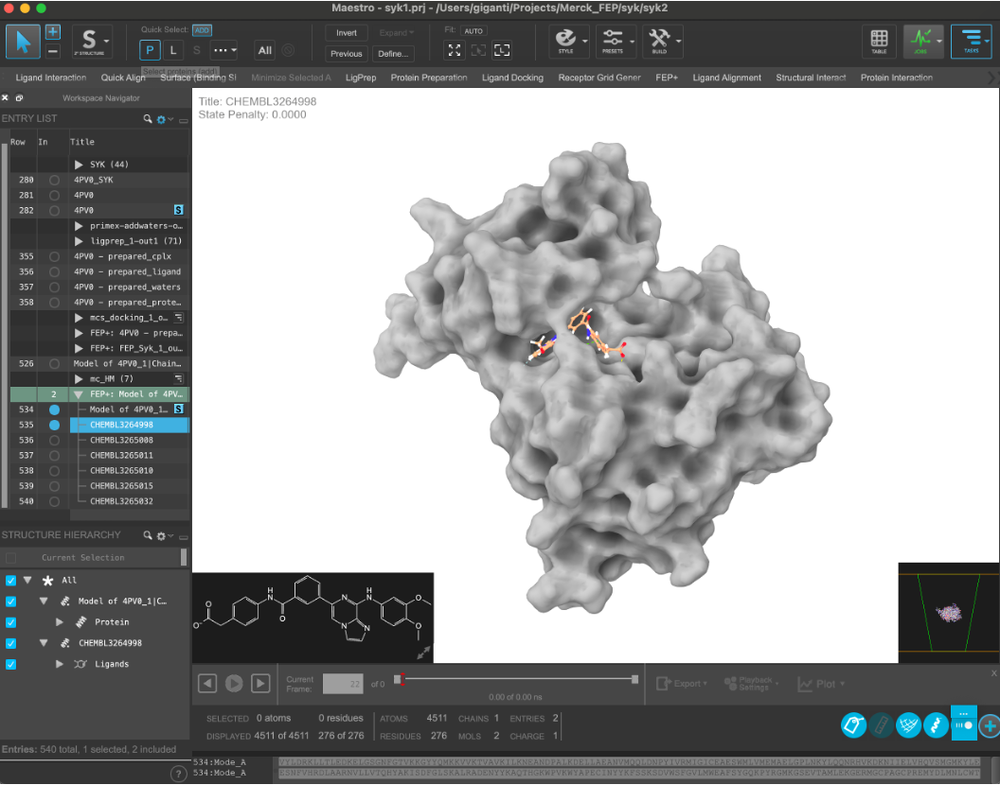 Maestro - syk1.prj - /Users/giganti/Projects/Merck_FEP/syk/syk2
Quick Select: ADD
Invert
Expand
Fit: AUTO
S
2° STRUCTURE
P L S ...
All
Previous
Define...
STYLE
PRESETS
BUILD
TABLE
JOBS
TASKS
Select proteins (add)
Ligand Interaction Quick Align Surface (Binding SI Minimize Selected A LigPrep Protein Preparation Ligand Docking Receptor Grid Gener FEP+ Ligand Alignment Structural Interact Protein Interaction
Workspace Navigator
ENTRY LIST
Row In Title
SYK (44)
280 4PV0_SYK
281 4PV0
282 4PV0 S
primex-addwaters-o...
ligprep_1-out1 (71)
355 4PV0 - prepared_cplx
356 4PV0 - prepared_ligand
357 4PV0 - prepared_waters
358 4PV0 - prepared_prote...
mcs_docking_1_o...
FEP+: 4PV0 - prepa...
FEP+: FEP_Syk_1_ou...
526 Model of 4PV0_1|Chain...
mc_HM (7)
2 FEP+: Model of 4PV...
534 Model of 4PV0_1... S
535 CHEMBL3264998
536 CHEMBL3265008
537 CHEMBL3265011
538 CHEMBL3265010
539 CHEMBL3265015
540 CHEMBL3265032
STRUCTURE HIERARCHY
Current Selection
All
Model of 4PV0_1|C...
Protein
CHEMBL3264998
Ligands
Entries: 540 total, 1 selected, 2 included
Title: CHEMBL3264998
State Penalty: 0.0000
H
N
O
O
O-
N
N
N
H
N
O
O
Current
Frame:
22 of 0
0.00 of 0.00 ns
Export
Playback
Settings
Plot
X
SELECTED 0 atoms 0 residues ATOMS 4511 CHAINS 1 ENTRIES 2
DISPLAYED 4511 of 4511 276 of 276 RESIDUES 276 MOLS 2 CHARGE 1
?
534:Mode_A
534:Mode_A